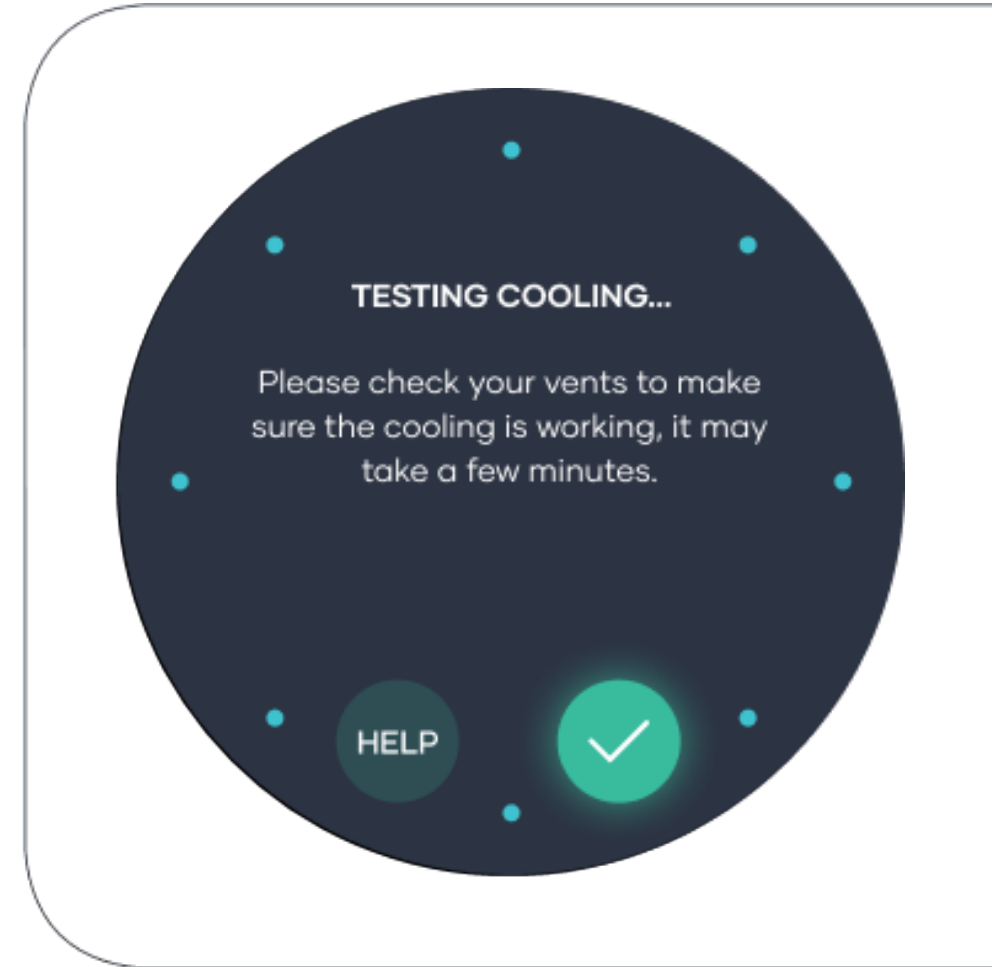 TESTING COOLING...
Please check your vents to make
sure the cooling is working, it may
take a few minutes.
HELP